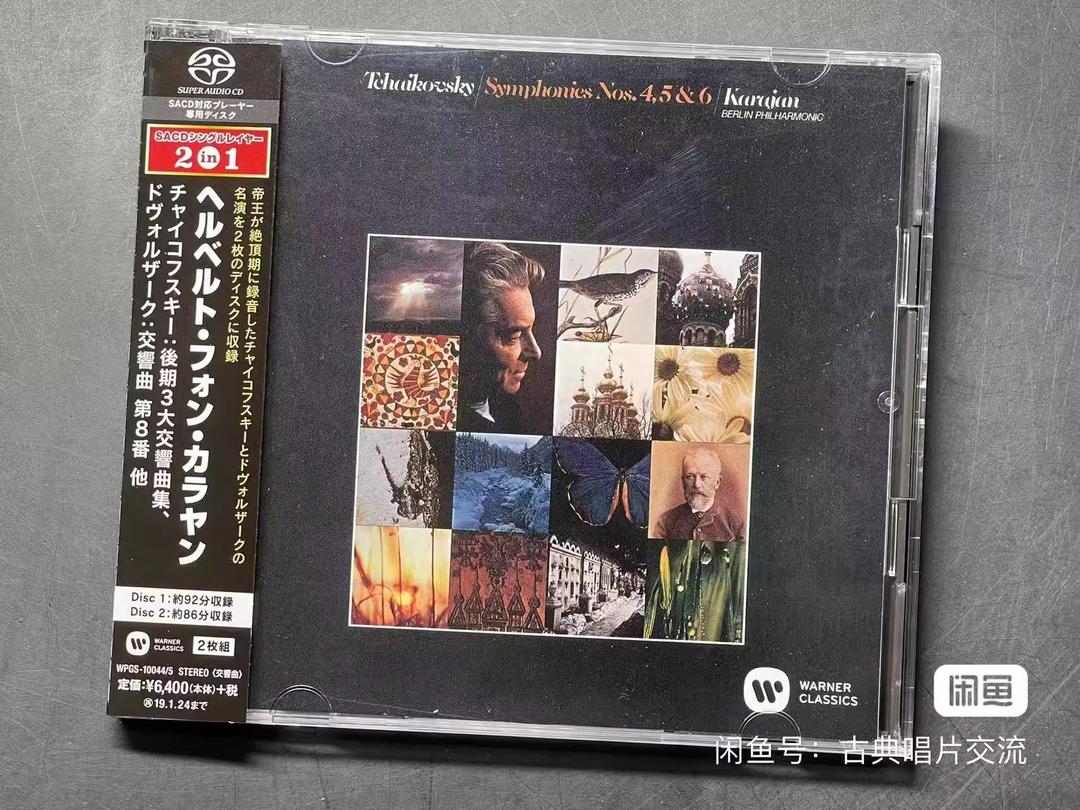 SUPER AUDIO CD
SACD対応プレーヤー
専用ディスク
SACDシングルレイヤー
2 in 1
帝王が絶頂期に録音したチャイコフスキーとドヴォルザークの
名演を2枚のディスクに収録
ヘルベルト・フォン・カラヤン
チャイコフスキー:後期3大交響曲集、
ドヴォルザーク:交響曲 第8番 他
Disc 1:約92分収録
Disc 2:約86分収録
WARNER
CLASSICS
2枚組
WPGS-10044/5 STEREO〈交響曲〉
定価:¥6,400(本体)+税
㋐19.1.24まで
Tchaikovsky/Symphonies Nos. 4, 5 & 6/Karajan
BERLIN PHILHARMONIC
WARNER
CLASSICS
闲鱼
闲鱼号:古典唱片交流